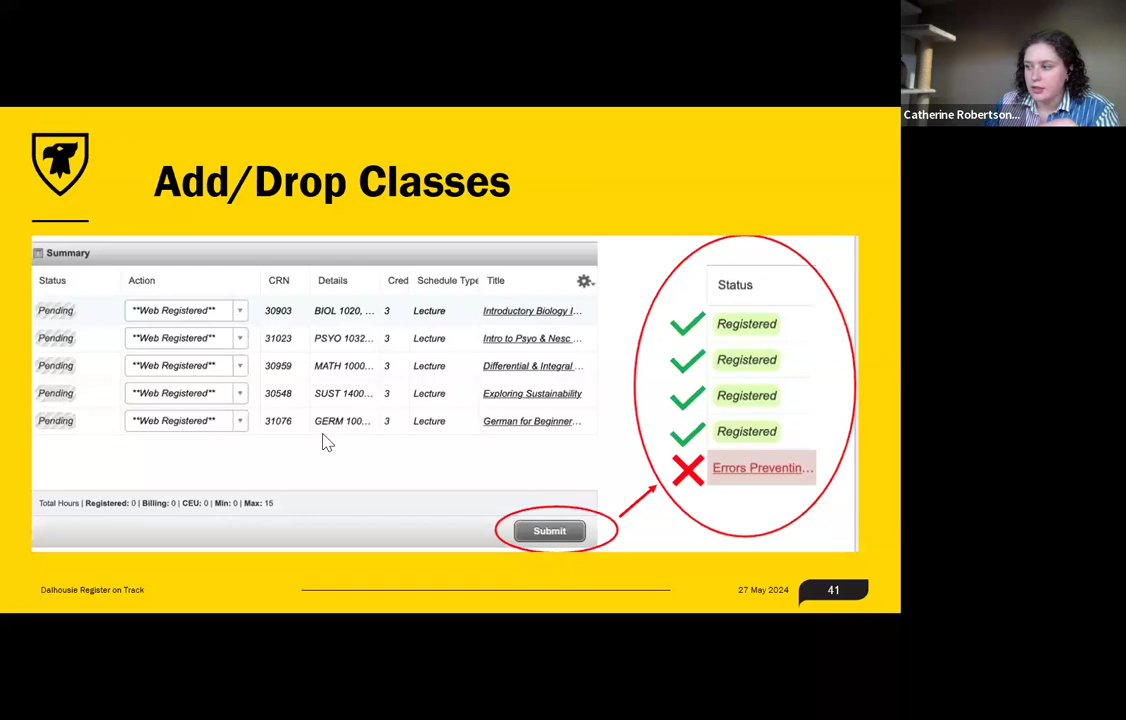 Catherine Robertson...
Add/Drop Classes
Summary
Status Action CRN Details Cred Schedule Type Title
Pending **Web Registered** 30903 BIOL 1020, ... 3 Lecture Introductory Biology I...
Pending **Web Registered** 31023 PSYO 1032... 3 Lecture Intro to Psyo & Nesc ...
Pending **Web Registered** 30959 MATH 1000... 3 Lecture Differential & Integral ...
Pending **Web Registered** 30548 SUST 1400... 3 Lecture Exploring Sustainability
Pending **Web Registered** 31076 GERM 100... 3 Lecture German for Beginner...
Total Hours | Registered: 0 | Billing: 0 | CEU: 0 | Min: 0 | Max: 15
Submit
Status
Registered
Registered
Registered
Registered
Errors Preventin...
Dalhousie Register on Track
27 May 2024
41